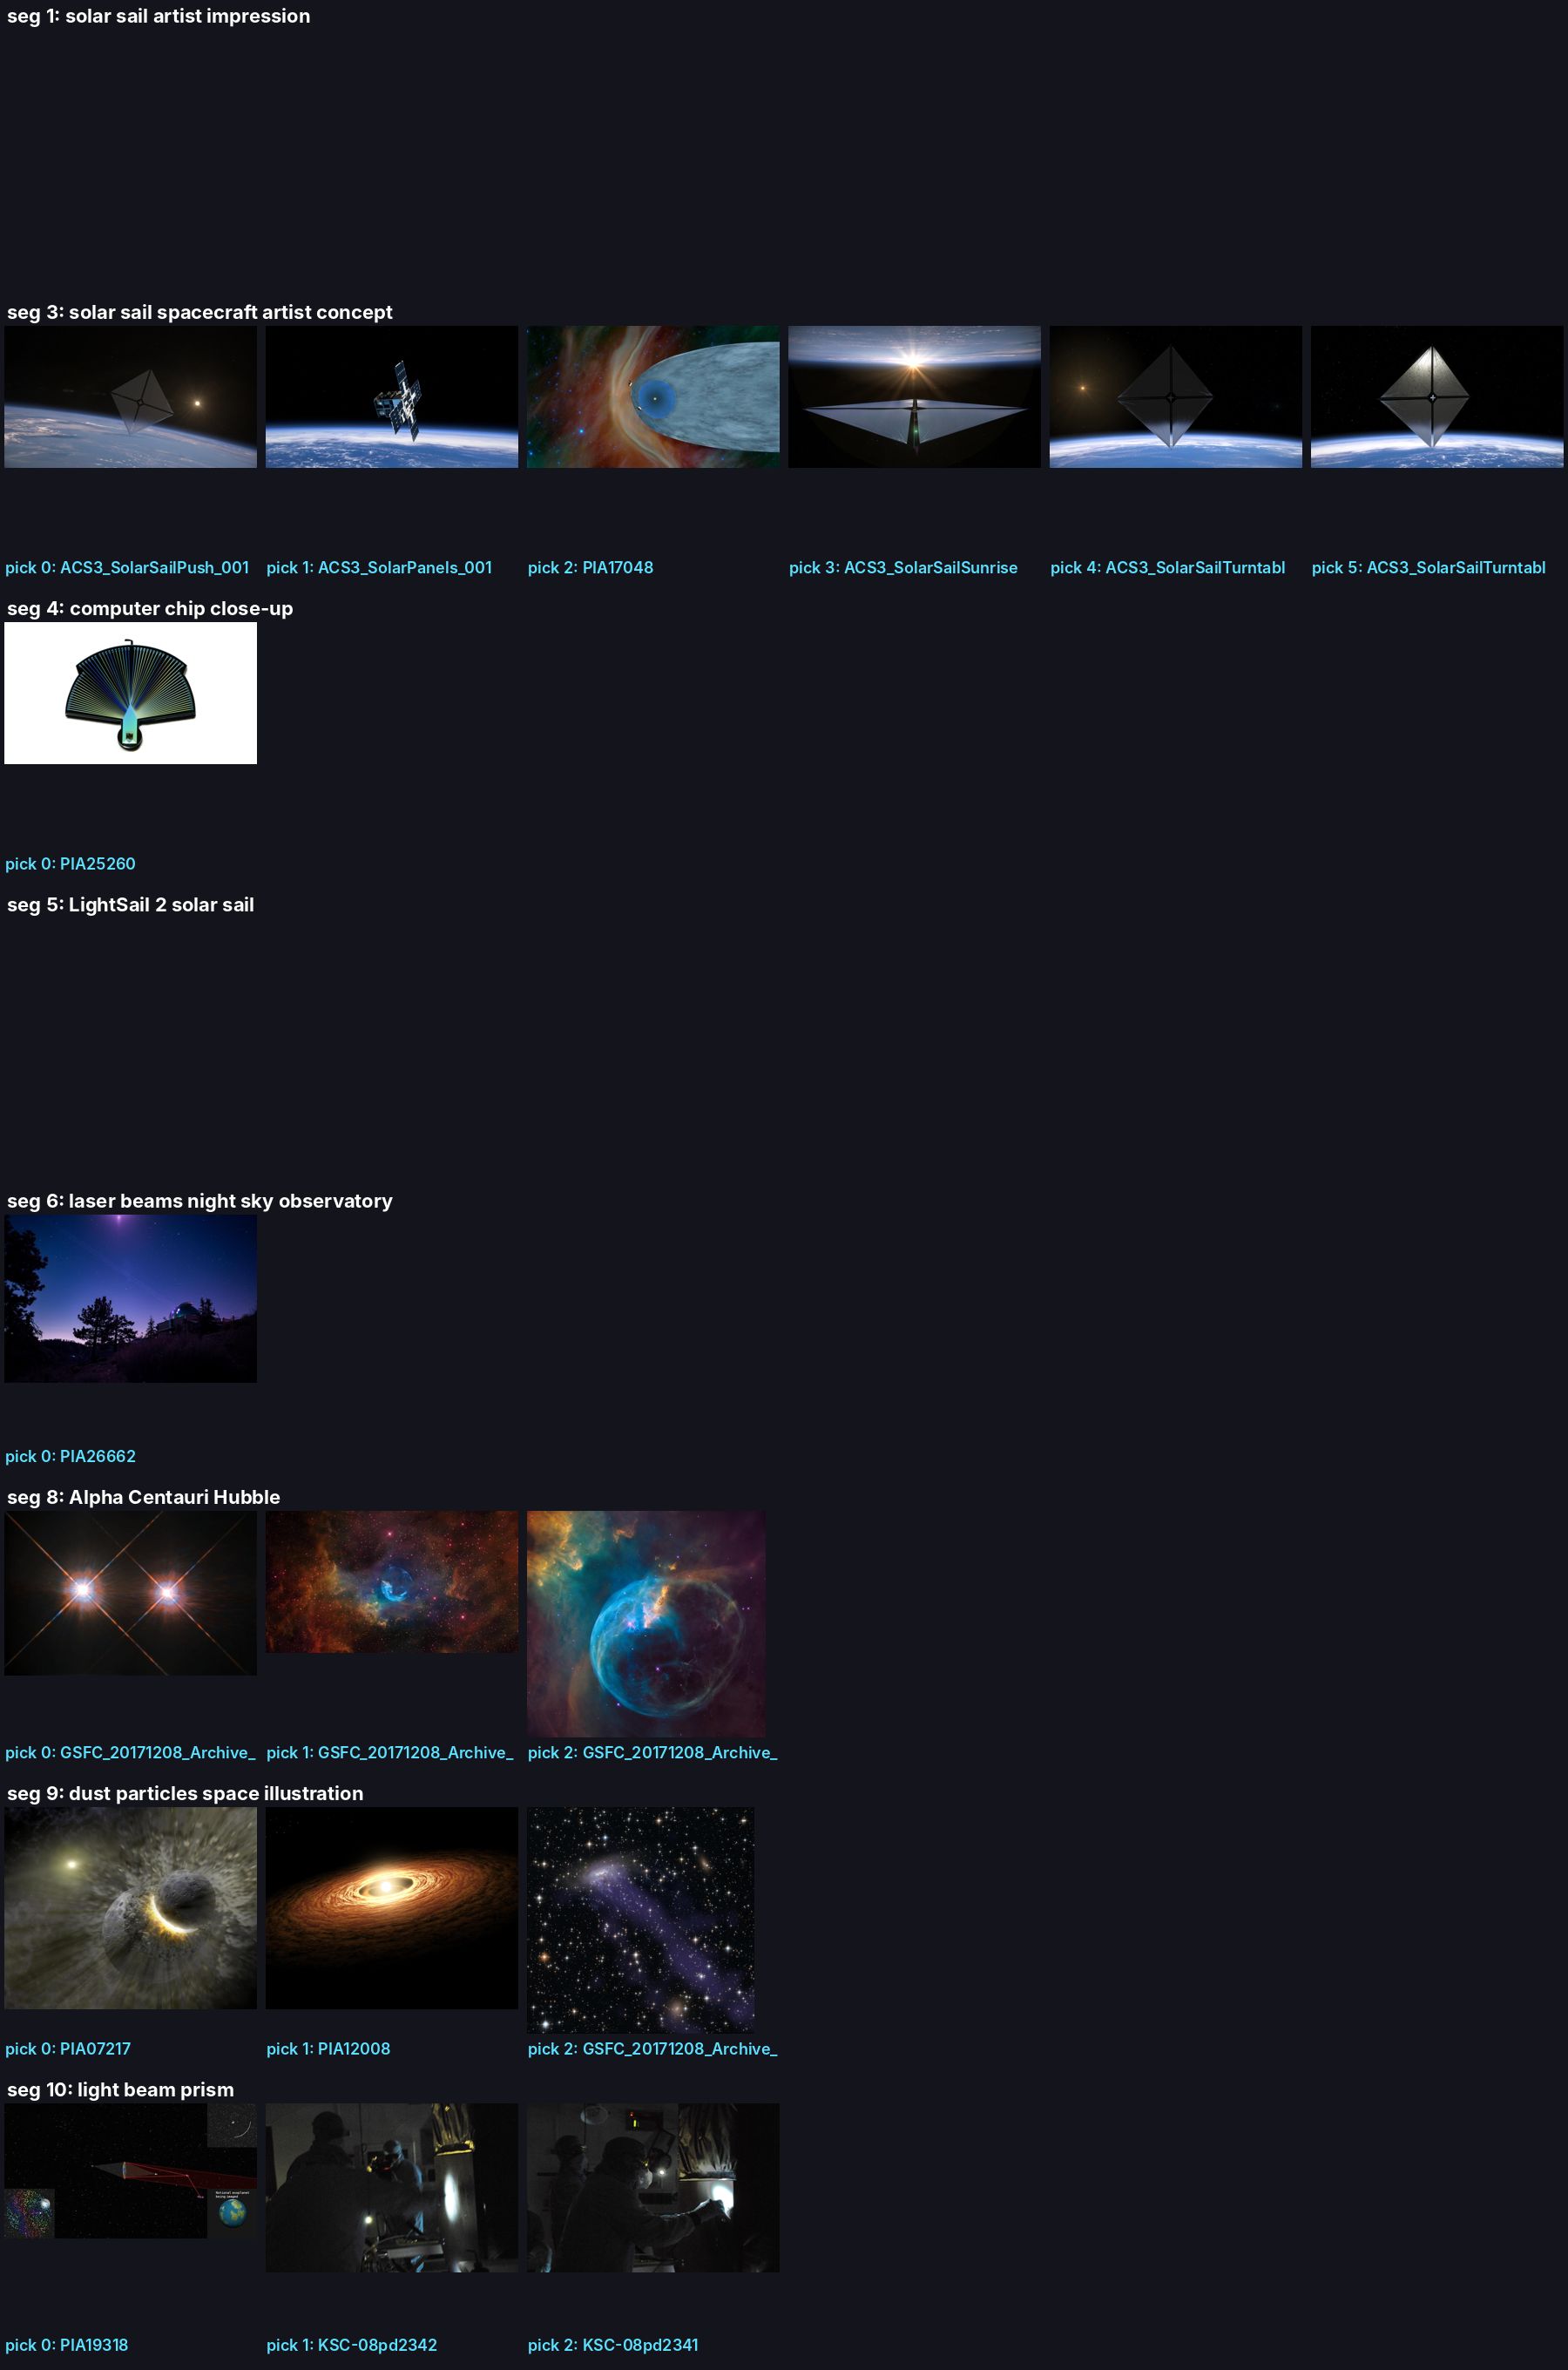 seg 1: solar sail artist impression
seg 3: solar sail spacecraft artist concept
pick 0: ACS3_SolarSailPush_001
pick 1: ACS3_SolarPanels_001
pick 2: PIA17048
pick 3: ACS3_SolarSailSunrise
pick 4: ACS3_SolarSailTurntabl
pick 5: ACS3_SolarSailTurntabl
seg 4: computer chip close-up
pick 0: PIA25260
seg 5: LightSail 2 solar sail
seg 6: laser beams night sky observatory
pick 0: PIA26662
seg 8: Alpha Centauri Hubble
pick 0: GSFC_20171208_Archive_
pick 1: GSFC_20171208_Archive_
pick 2: GSFC_20171208_Archive_
seg 9: dust particles space illustration
pick 0: PIA07217
pick 1: PIA12008
pick 2: GSFC_20171208_Archive_
seg 10: light beam prism
pick 0: PIA19318
pick 1: KSC-08pd2342
pick 2: KSC-08pd2341